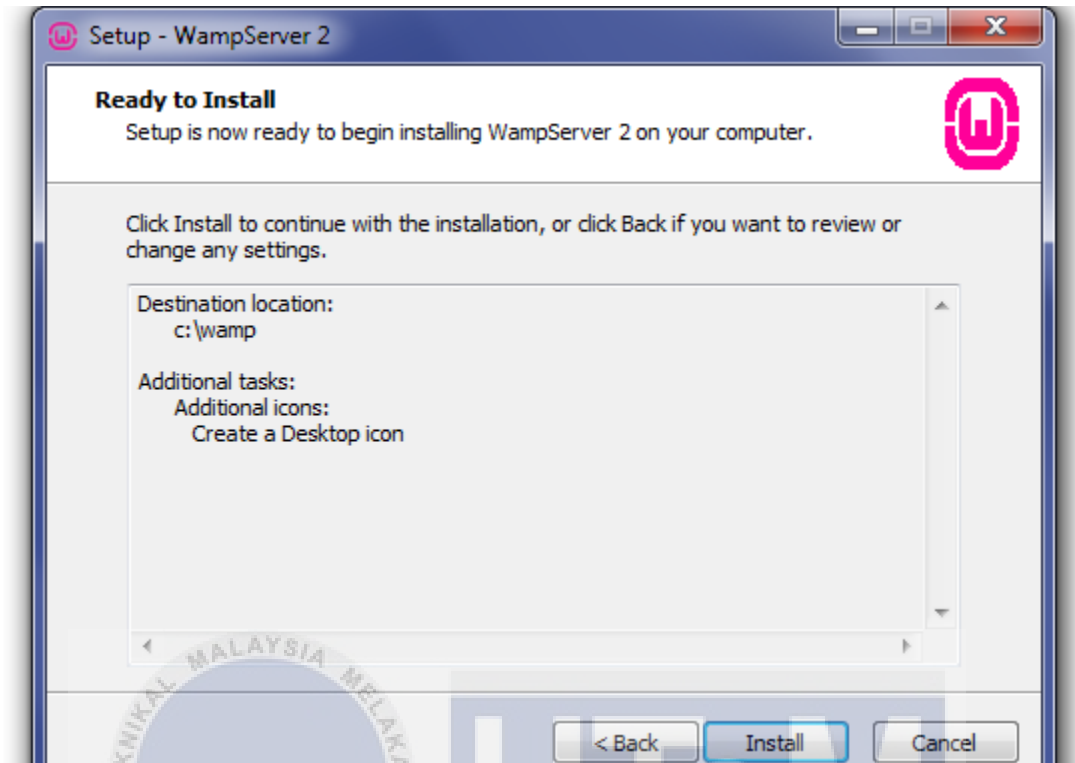 Setup - WampServer 2
Ready to Install
Setup is now ready to begin installing WampServer 2 on your computer.
Click Install to continue with the installation, or click Back if you want to review or
change any settings.
Destination location:
c:\wamp
Additional tasks:
Additional icons:
Create a Desktop icon
MALAYSIA
< Back
Install
Cancel